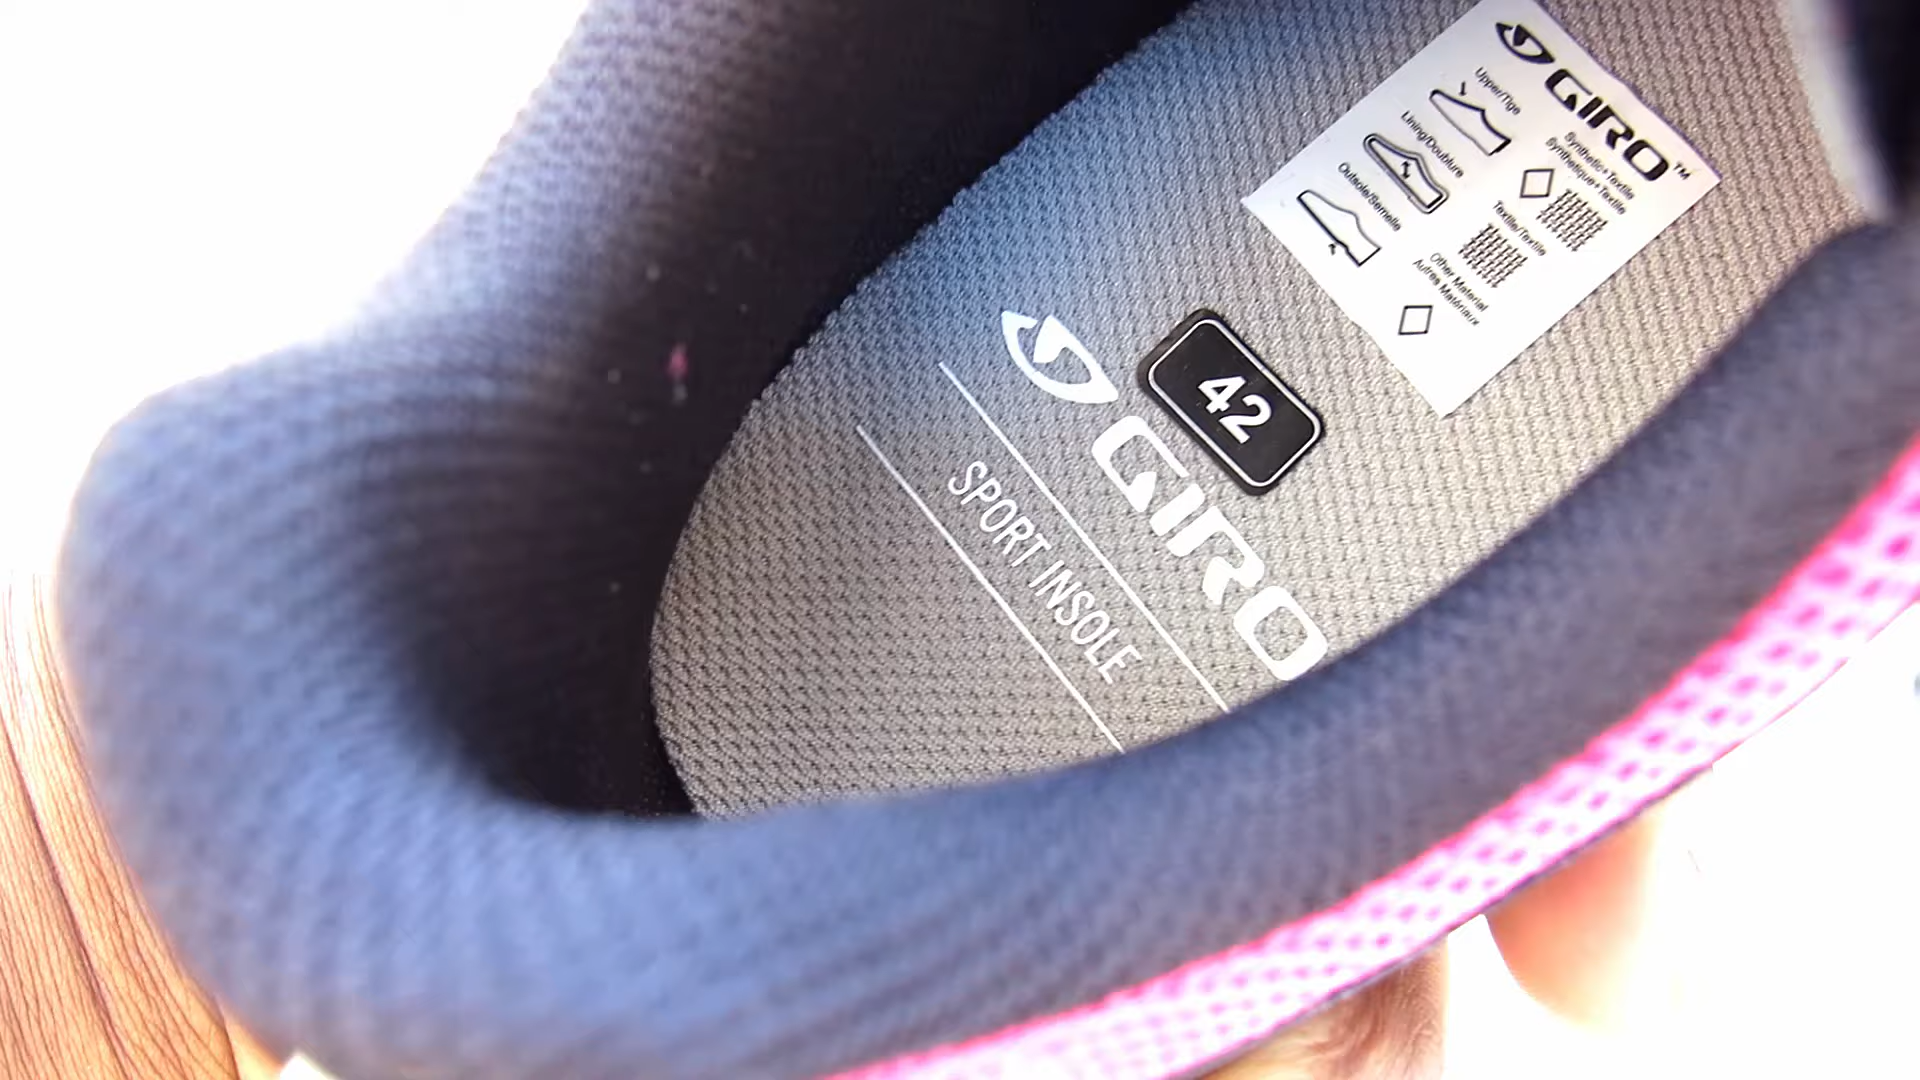 GIRO™
Upper/Tige
Synthetic+Textile
Synthetique+Textile
Lining/Doublure
Textile/Textile
Outsole/Semelle
Other Material
Autres Matériaux
42
GIRO
SPORT INSOLE